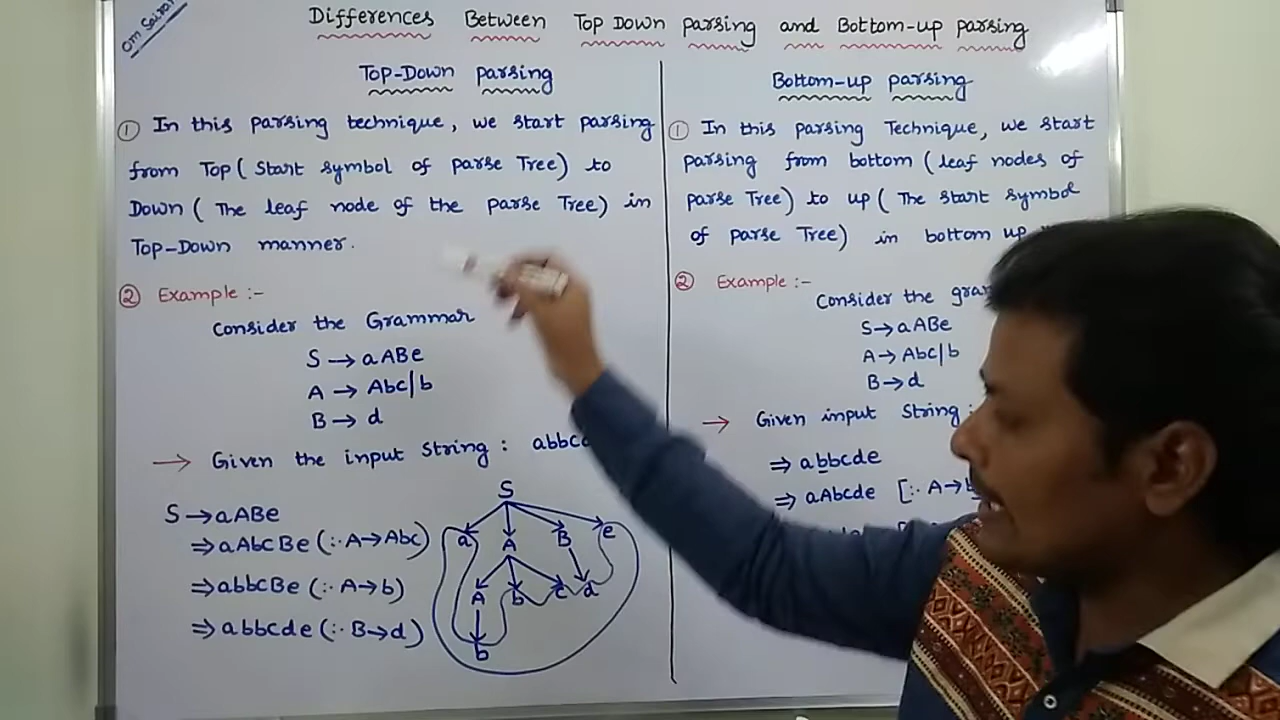 Om Sairam
Differences Between Top Down parsing and Bottom-up parsing
Top-Down parsing
① In this parsing technique, we start parsing
from Top ( Start symbol of parse Tree) to
Down ( The leaf node of the parse Tree) in
Top-Down manner.
② Example :-
Consider the Grammar
S → aABe
A → Abc|b
B → d
→ Given the input string :
S → aABe
⇒ aAbcBe (∵ A→Abc)
⇒ abbcBe (∵ A→b)
⇒ abbcde (∵ B→d)
S
a A B e
A b c d
b
Bottom-up parsing
① In this parsing Technique, we start
parsing from bottom ( leaf nodes of
parse Tree) to up ( The start symbol
of parse Tree) in bottom up
② Example :-
Consider the
S → aABe
A → Abc|b
B → d
→ Given input string :
⇒ abbcde
⇒ aAbcde [∵ A→b